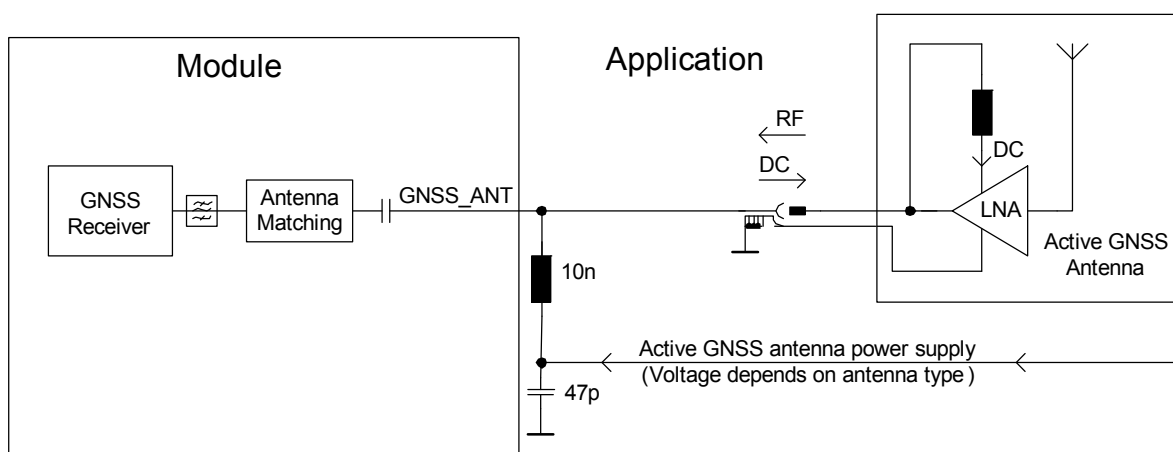 Module
Application
GNSS
Receiver
Antenna
Matching
GNSS_ANT
RF
DC
DC
LNA
Active GNSS
Antenna
10n
47p
Active GNSS antenna power supply
(Voltage depends on antenna type)